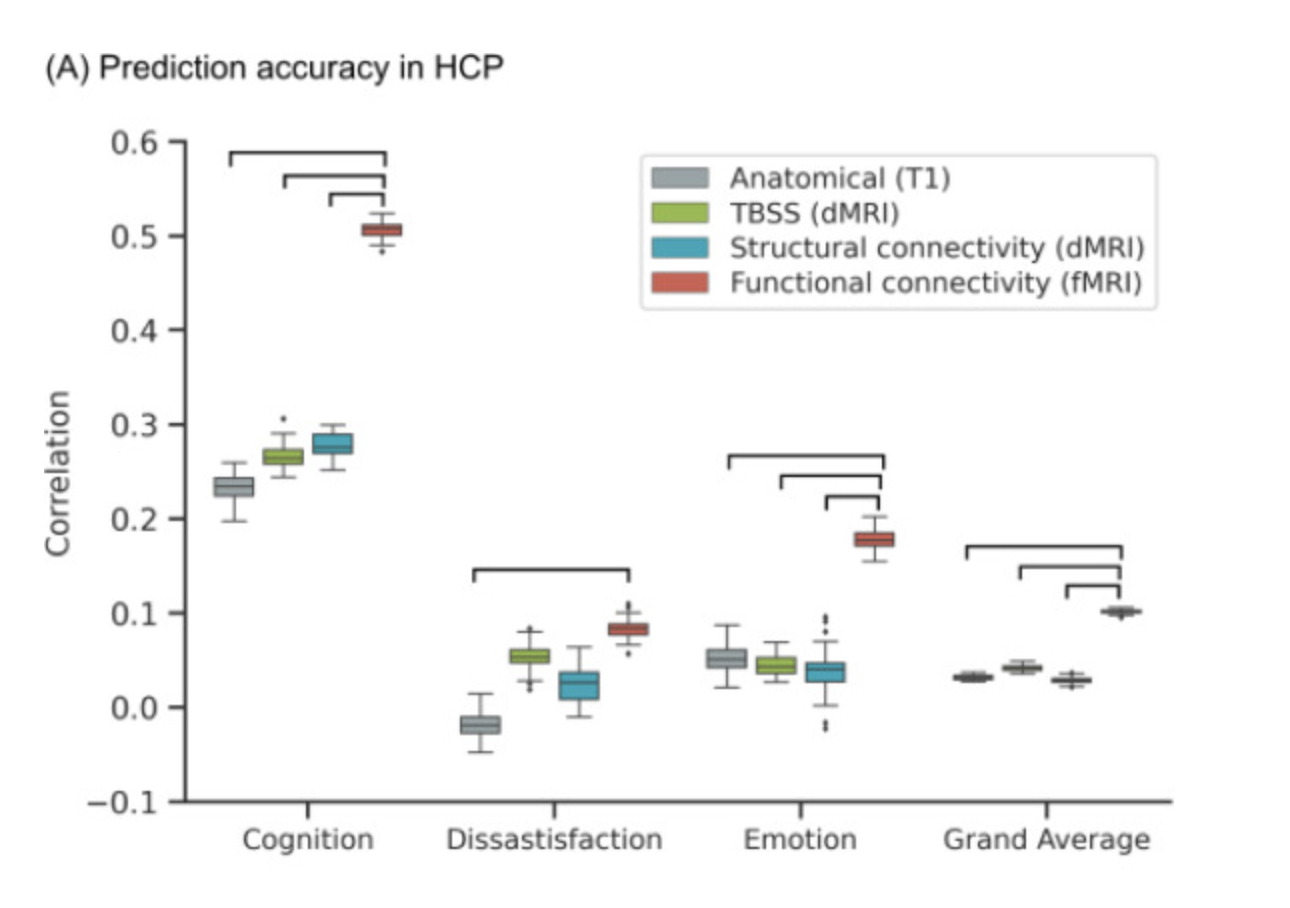 (A) Prediction accuracy in HCP
0.6
0.5
0.4
0.3
0.2
0.1
0.0
−0.1
Correlation
Anatomical (T1)
TBSS (dMRI)
Structural connectivity (dMRI)
Functional connectivity (fMRI)
Cognition
Dissastisfaction
Emotion
Grand Average